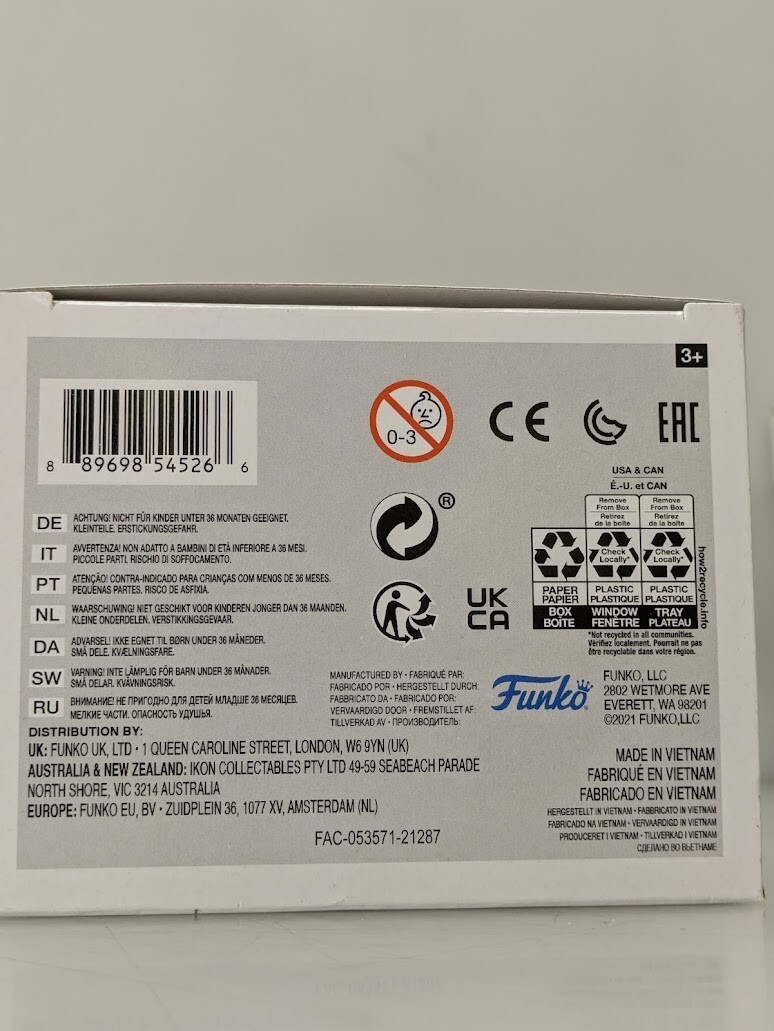 3+
8 89698 54526 6
0-3
CE
EAC
USA & CAN
É.-U. et CAN
Remove From Box
Retirez de la boîte
Remove From Box
Retirez de la boîte
Check Locally*
Check Locally*
PAPER
PAPIER
BOX
BOÎTE
PLASTIC
PLASTIQUE
WINDOW
FENÊTRE
PLASTIC
PLASTIQUE
TRAY
PLATEAU
how2recycle.info
*Not recycled in all communities.
Vérifiez localement. Pourrait ne pas
être recyclable dans votre région.
®
UK
CA
DE ACHTUNG! NICHT FÜR KINDER UNTER 36 MONATEN GEEIGNET.
KLEINTEILE. ERSTICKUNGSGEFAHR.
IT AVVERTENZA! NON ADATTO A BAMBINI DI ETÀ INFERIORE A 36 MESI.
PICCOLE PARTI. RISCHIO DI SOFFOCAMENTO.
PT ATENÇÃO! CONTRA-INDICADO PARA CRIANÇAS COM MENOS DE 36 MESES.
PEQUENAS PARTES. RISCO DE ASFIXIA.
NL WAARSCHUWING! NIET GESCHIKT VOOR KINDEREN JONGER DAN 36 MAANDEN.
KLEINE ONDERDELEN. VERSTIKKINGSGEVAAR.
DA ADVARSEL! IKKE EGNET TIL BØRN UNDER 36 MÅNEDER.
SMÅ DELE. KVÆLNINGSFARE.
SW VARNING! INTE LÄMPLIG FÖR BARN UNDER 36 MÅNADER.
SMÅ DELAR. KVÄVNINGSRISK.
RU ВНИМАНИЕ! НЕ ПРИГОДНО ДЛЯ ДЕТЕЙ МЛАДШЕ 36 МЕСЯЦЕВ.
МЕЛКИЕ ЧАСТИ. ОПАСНОСТЬ УДУШЬЯ.
MANUFACTURED BY • FABRIQUÉ PAR:
FABRICADO POR • HERGESTELLT DURCH:
FABBRICATO DA • FABRICADO POR:
VERVAARDIGD DOOR • FREMSTILLET AF:
TILLVERKAD AV • ПРОИЗВОДИТЕЛЬ:
Funko
FUNKO, LLC
2802 WETMORE AVE
EVERETT, WA 98201
©2021 FUNKO,LLC
DISTRIBUTION BY:
UK: FUNKO UK, LTD • 1 QUEEN CAROLINE STREET, LONDON, W6 9YN (UK)
AUSTRALIA & NEW ZEALAND: IKON COLLECTABLES PTY LTD 49-59 SEABEACH PARADE
NORTH SHORE, VIC 3214 AUSTRALIA
EUROPE: FUNKO EU, BV • ZUIDPLEIN 36, 1077 XV, AMSTERDAM (NL)
FAC-053571-21287
MADE IN VIETNAM
FABRIQUÉ EN VIETNAM
FABRICADO EN VIETNAM
HERGESTELLT IN VIETNAM • FABBRICATO IN VIETNAM
FABRICADO NA VIETNAM • VERVAARDIGD IN VIETNAM
PRODUCERET I VIETNAM • TILLVERKAD I VIETNAM
СДЕЛАНО ВО ВЬЕТНАМЕ